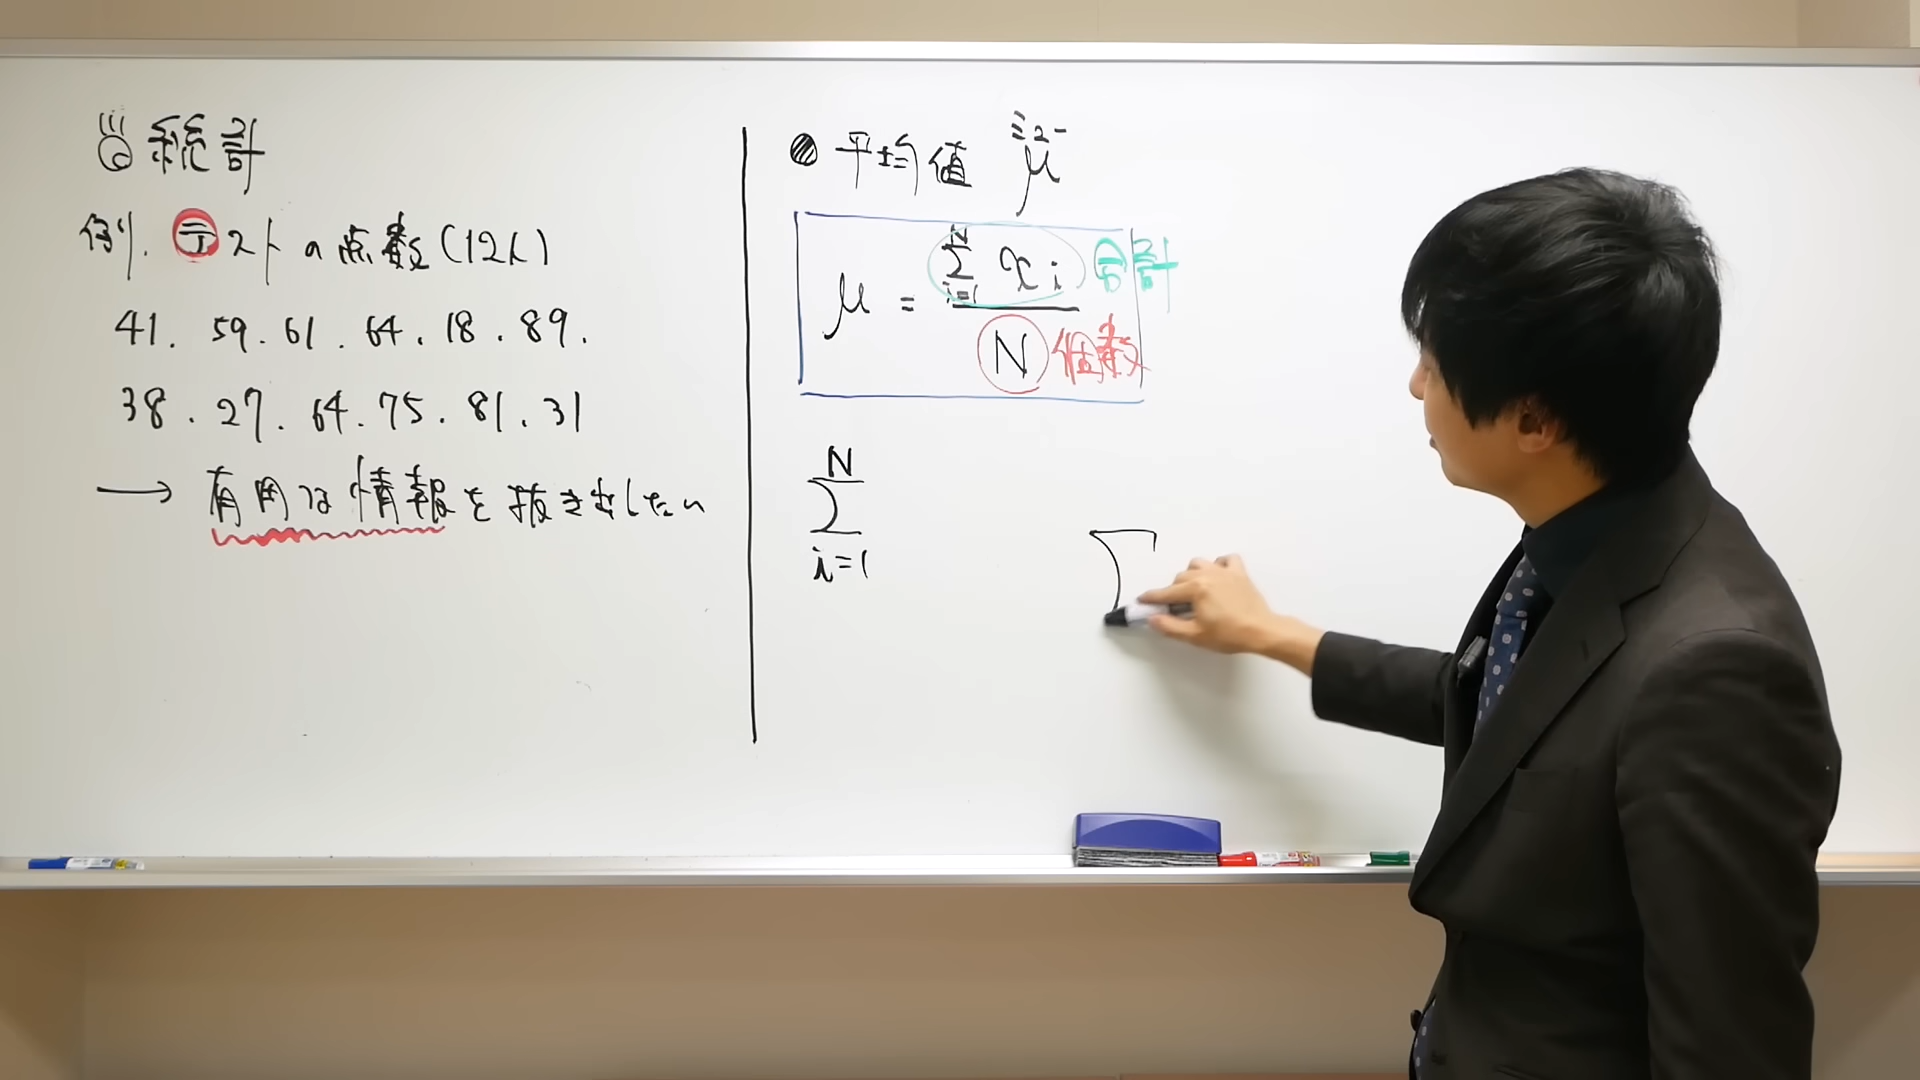 統計
例. テストの点数(12人)
41. 59. 61. 64. 18. 89.
38. 27. 64. 75. 81. 31
→ 有用な情報を抜き出したい
● 平均値 μ ミュー
μ = Σ_{i=1}^{N} x_i 合計 / N 個数
N
Σ
i=1